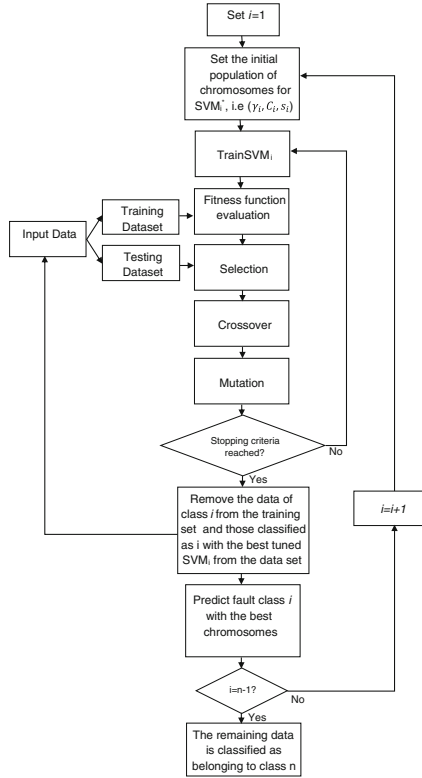 Set i=1
Set the initial
population of
chromosomes for
SVMᵢ*, i.e (γᵢ, Cᵢ, sᵢ)
TrainSVMᵢ
Fitness function
evaluation
Training
Dataset
Input Data
Testing
Dataset
Selection
Crossover
Mutation
Stopping criteria
reached?
No
Yes
Remove the data of
class i from the training
set and those classified
as i with the best tuned
SVMᵢ from the data set
i=i+1
Predict fault class i
with the best
chromosomes
i=n-1?
No
Yes
The remaining data
is classified as
belonging to class n